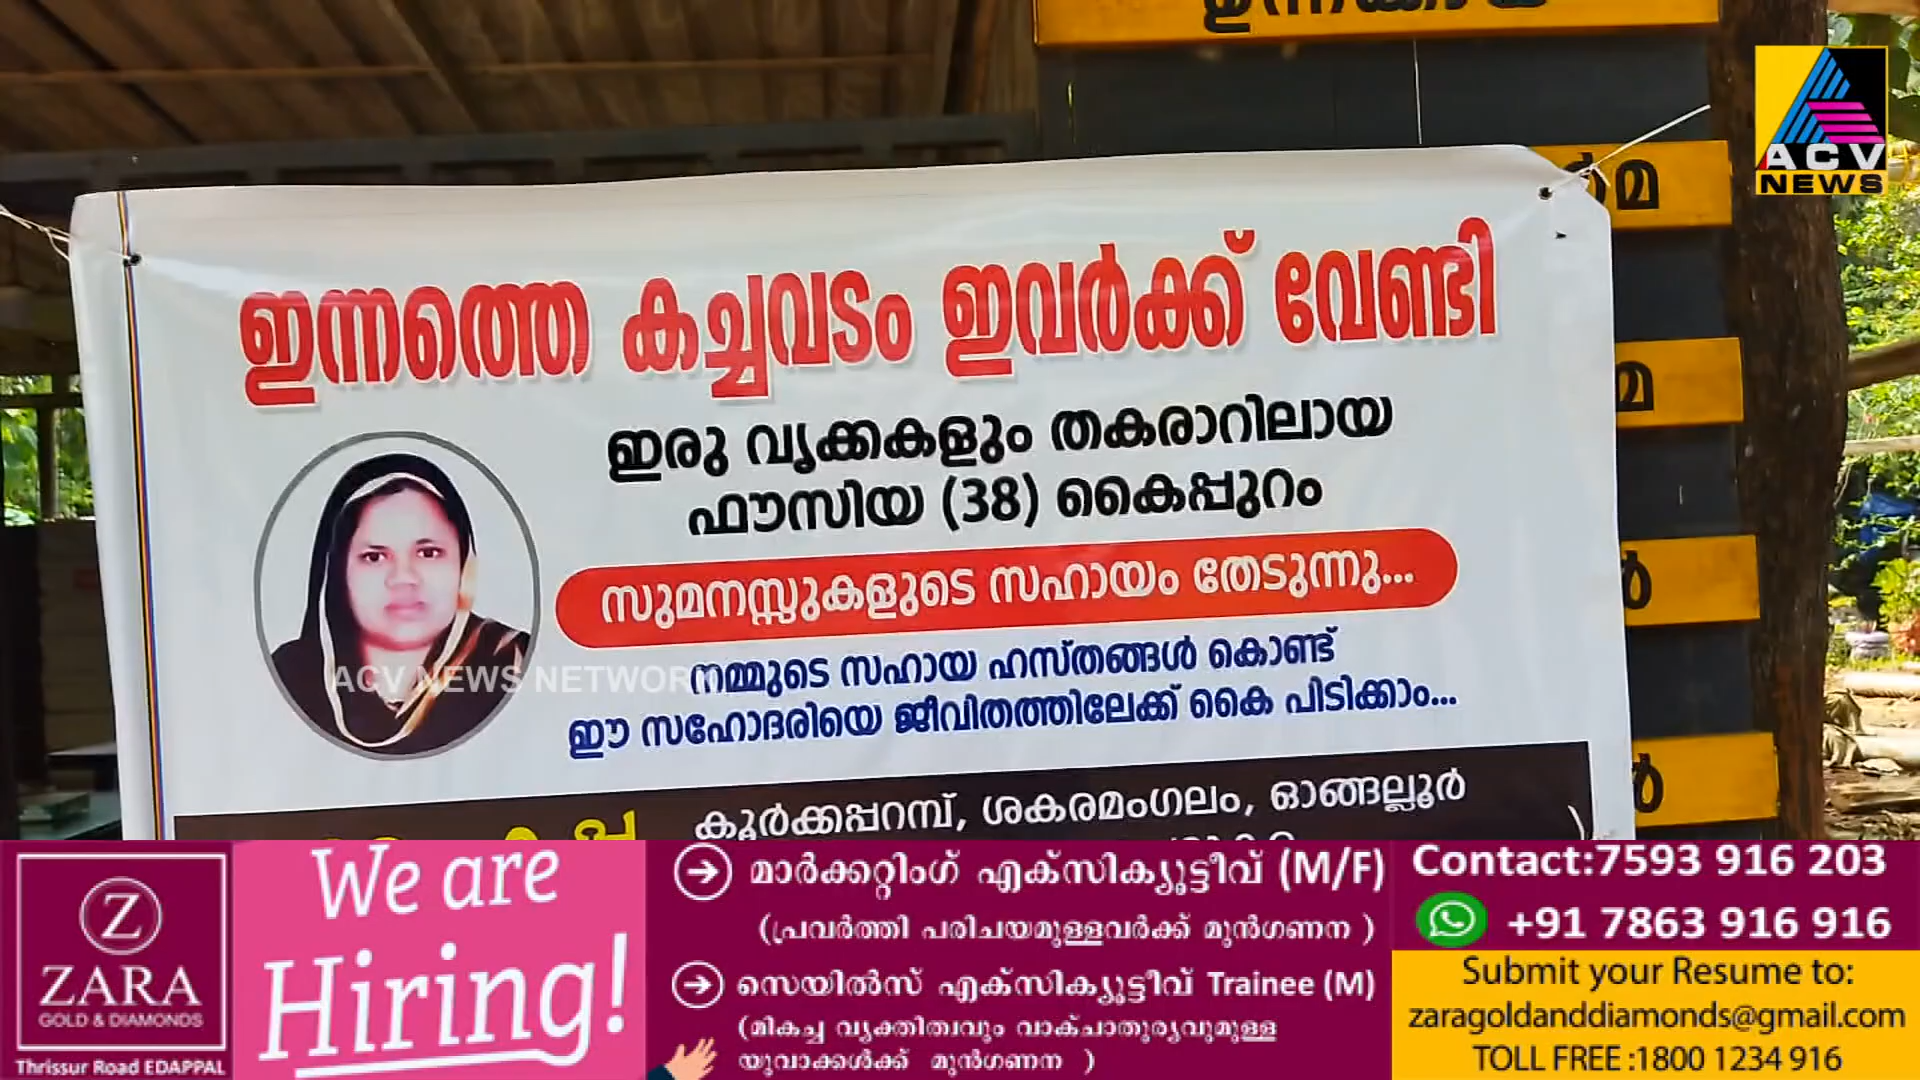 ACV
NEWS
ഇന്നത്തെ കച്ചവടം ഇവർക്ക് വേണ്ടി
ഇരു വൃക്കകളും തകരാറിലായ
ഫൗസിയ (38) കൈപ്പുറം
സുമനസ്സുകളുടെ സഹായം തേടുന്നു...
നമ്മുടെ സഹായ ഹസ്തങ്ങൾ കൊണ്ട്
ഈ സഹോദരിയെ ജീവിതത്തിലേക്ക് കൈ പിടിക്കാം...
ACV NEWS NETWORK
കൂർക്കപ്പറമ്പ്, ശകരമംഗലം, ഓങ്ങല്ലൂർ
Z
ZARA
GOLD & DIAMONDS
Thrissur Road EDAPPAL
We are
Hiring!
മാർക്കറ്റിംഗ് എക്സിക്യൂട്ടീവ് (M/F)
(പ്രവർത്തി പരിചയമുള്ളവർക്ക് മുൻഗണന )
സെയിൽസ് എക്സിക്യൂട്ടീവ് Trainee (M)
(മികച്ച വ്യക്തിത്വവും വാക്ചാതുര്യവുമുള്ള
യുവാക്കൾക്ക് മുൻഗണന )
Contact:7593 916 203
+91 7863 916 916
Submit your Resume to:
zaragoldanddiamonds@gmail.com
TOLL FREE :1800 1234 916